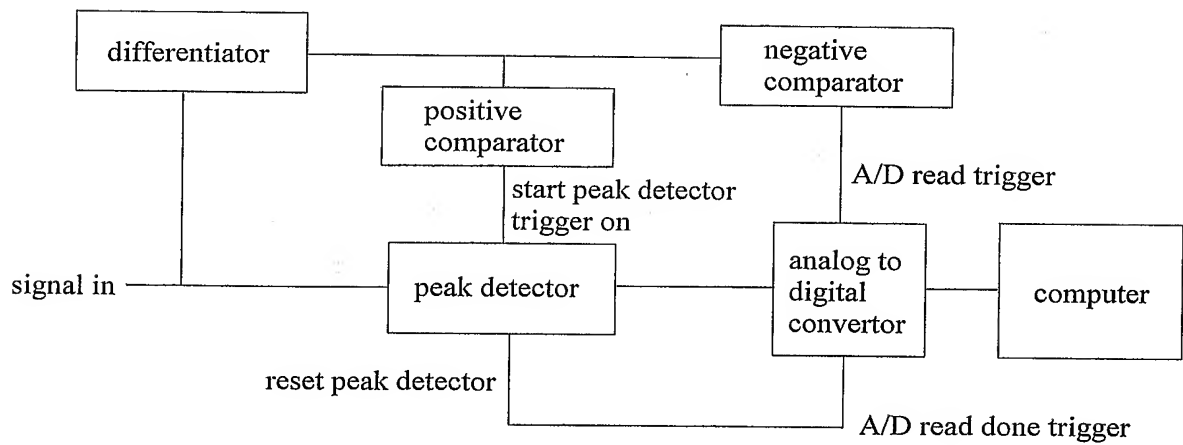 differentiator
negative
comparator
positive
comparator
A/D read trigger
start peak detector
trigger on
signal in
peak detector
analog to
digital
convertor
computer
reset peak detector
A/D read done trigger